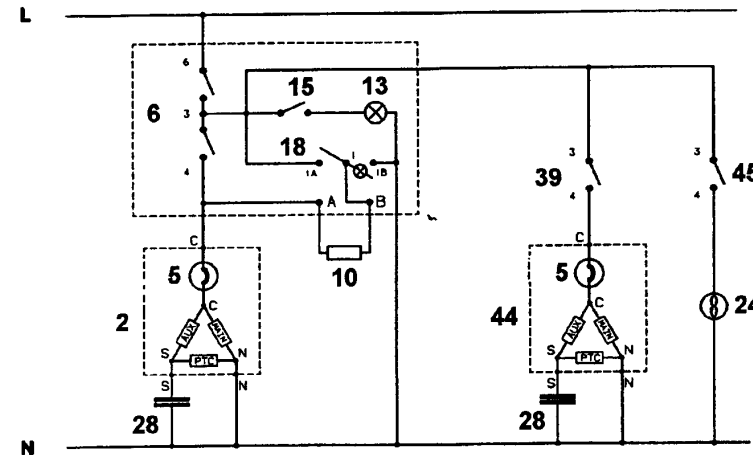 L
6
15 13
6 3
18 1
1A 1B
3 3
39 45
4 4 4
A B
C C
5 10 5 24
2 C 44 C
AUX MAIN AUX MAIN
S PTC N S PTC N
S N S N
28 28
N